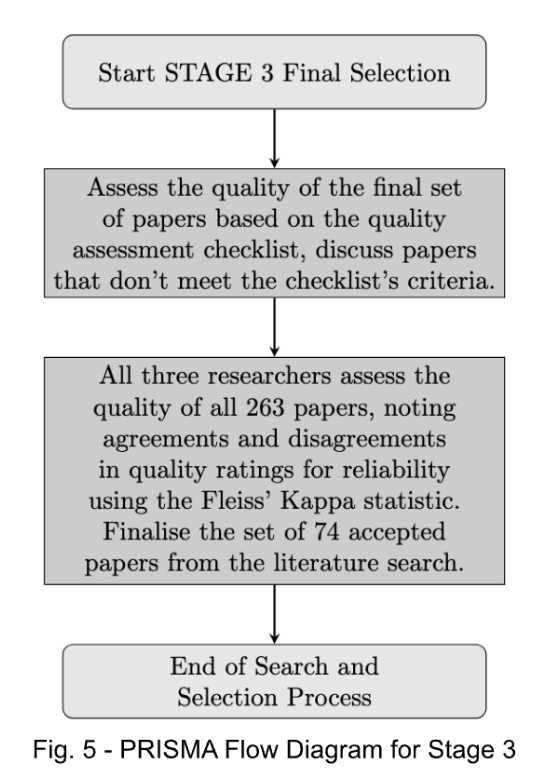 Start STAGE 3 Final Selection
Assess the quality of the final set
of papers based on the quality
assessment checklist, discuss papers
that don't meet the checklist's criteria.
All three researchers assess the
quality of all 263 papers, noting
agreements and disagreements
in quality ratings for reliability
using the Fleiss' Kappa statistic.
Finalise the set of 74 accepted
papers from the literature search.
End of Search and
Selection Process
Fig. 5 - PRISMA Flow Diagram for Stage 3